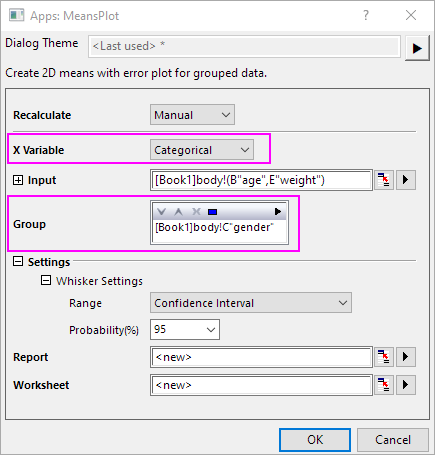 Apps: MeansPlot
Dialog Theme <Last used> *
Create 2D means with error plot for grouped data.
Recalculate Manual
X Variable Categorical
Input [Book1]body!(B"age",E"weight")
Group [Book1]body!C"gender"
Settings
Whisker Settings
Range Confidence Interval
Probability(%) 95
Report <new>
Worksheet <new>
OK Cancel